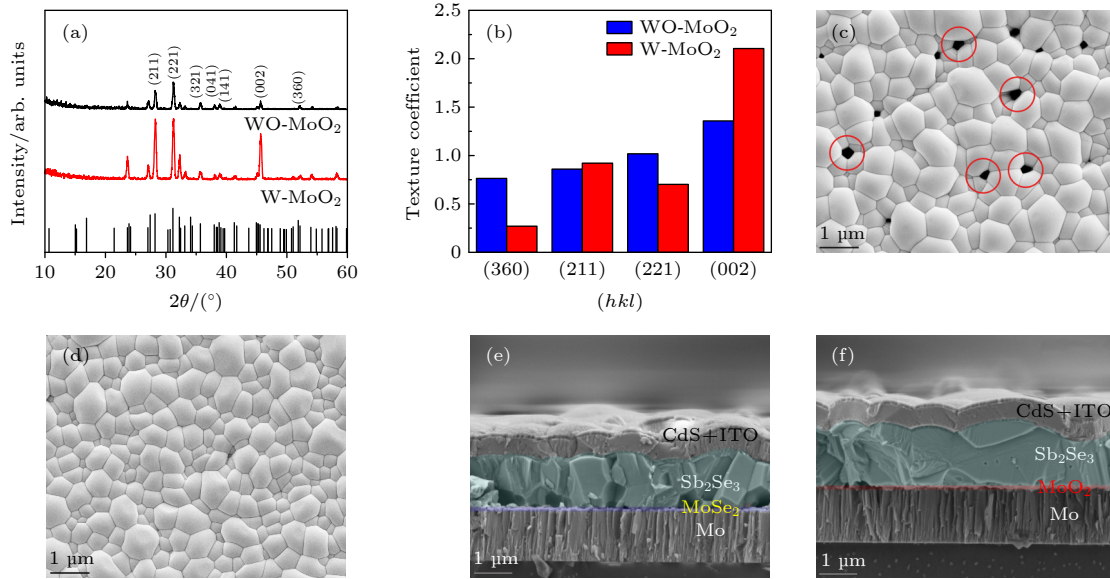 (a)
Intensity/arb. units
(211)
(221)
(321)
(041)
(141)
(002)
(360)
WO-MoO₂
W-MoO₂
10 20 30 40 50 60
2θ/(°)
(b)
WO-MoO₂
W-MoO₂
Texture coefficient
2.5
2.0
1.5
1.0
0.5
0
(360) (211) (221) (002)
(hkl)
(c)
1 μm
(d)
1 μm
(e)
CdS+ITO
Sb₂Se₃
MoSe₂
Mo
1 μm
(f)
CdS+ITO
Sb₂Se₃
MoO₂
Mo
1 μm